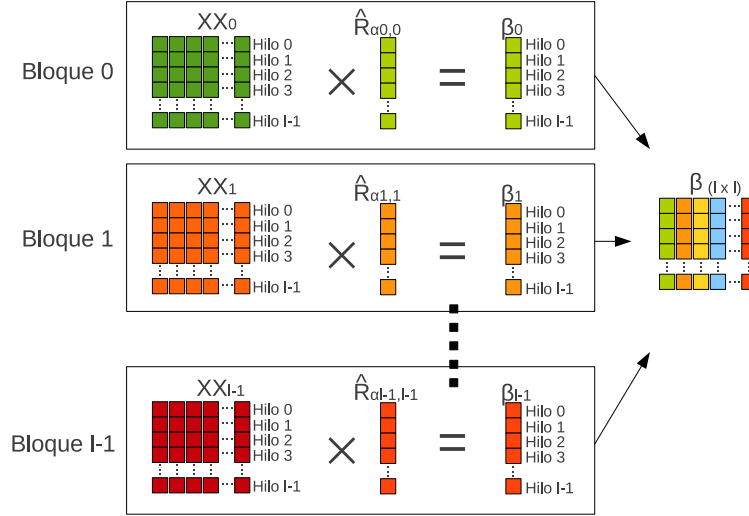 XX₀
R̂α0,0
β₀
Bloque 0
Hilo 0
Hilo 1
Hilo 2
Hilo 3
Hilo I-1
×
=
Hilo 0
Hilo 1
Hilo 2
Hilo 3
Hilo I-1
XX₁
R̂α1,1
β₁
Bloque 1
Hilo 0
Hilo 1
Hilo 2
Hilo 3
Hilo I-1
×
=
Hilo 0
Hilo 1
Hilo 2
Hilo 3
Hilo I-1
β (I x I)
XXI-1
R̂αI-1,I-1
βI-1
Bloque I-1
Hilo 0
Hilo 1
Hilo 2
Hilo 3
Hilo I-1
×
=
Hilo 0
Hilo 1
Hilo 2
Hilo 3
Hilo I-1